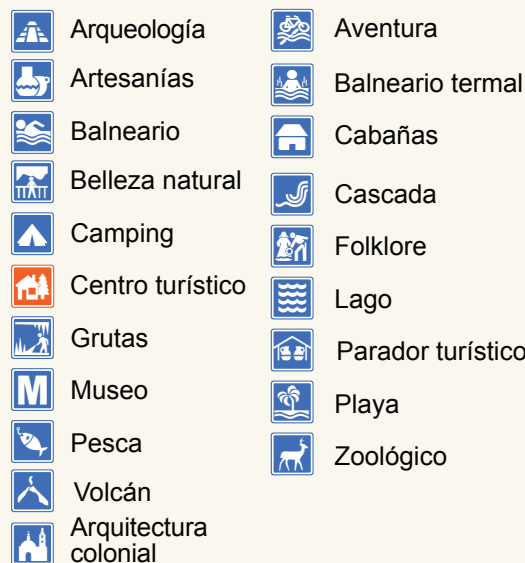 Arqueología
Artesanías
Balneario
Belleza natural
Camping
Centro turístico
Grutas
M Museo
Pesca
Volcán
Arquitectura
colonial
Aventura
Balneario termal
Cabañas
Cascada
Folklore
Lago
Parador turístico
Playa
Zoológico